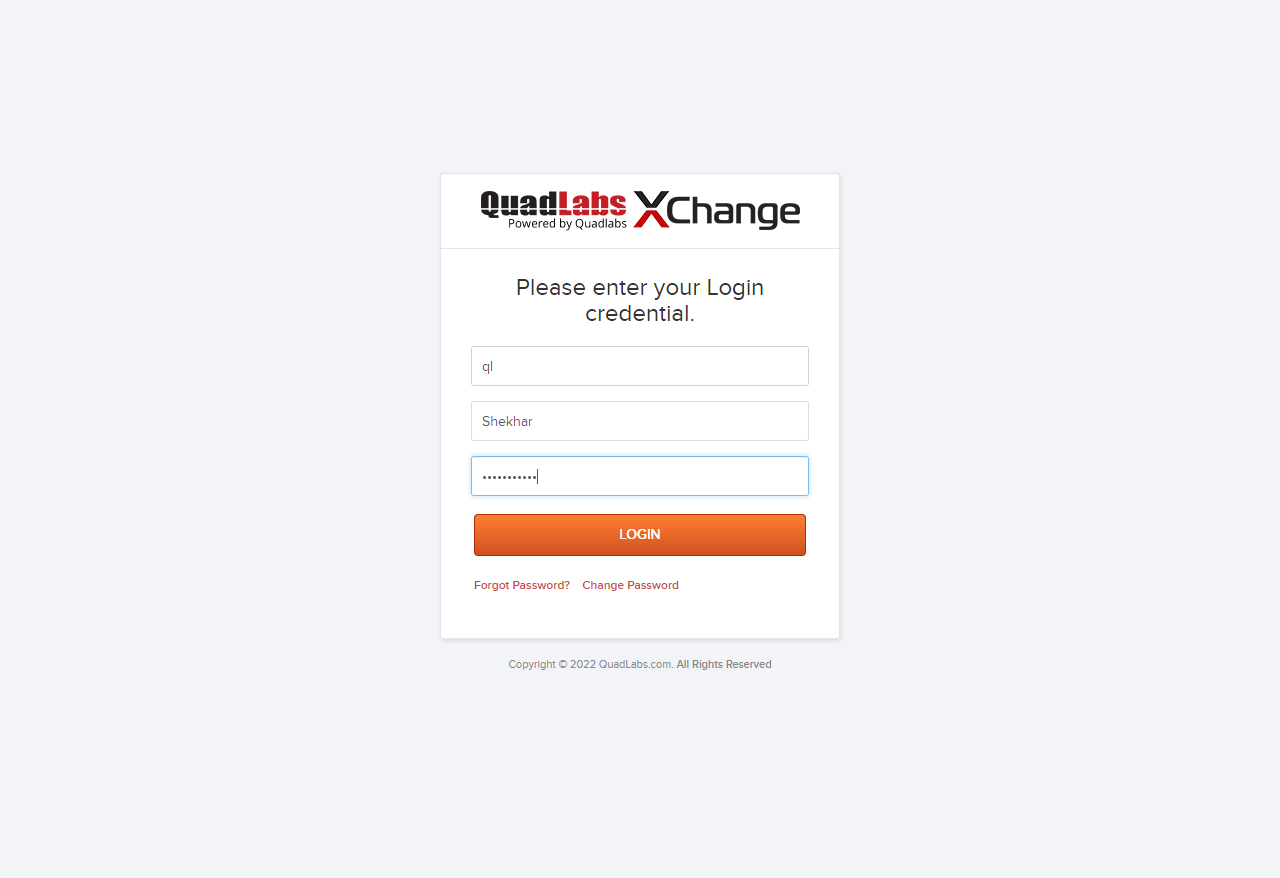 QuadLabs XChange
Powered by Quadlabs
Please enter your Login
credential.
ql
Shekhar
•••••••••••
LOGIN
Forgot Password? Change Password
Copyright © 2022 QuadLabs.com. All Rights Reserved